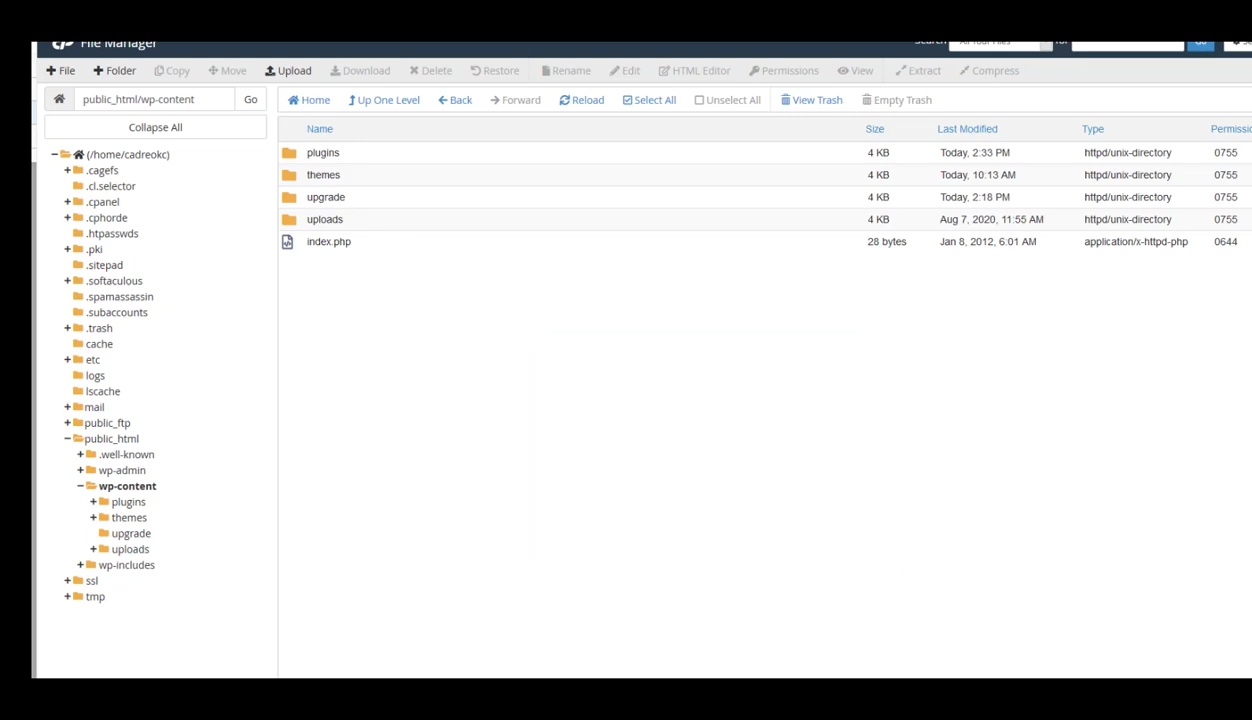 File Manager
Search All Your Files for Go
File Folder Copy Move Upload Download Delete Restore Rename Edit HTML Editor Permissions View Extract Compress
public_html/wp-content Go
Home Up One Level Back Forward Reload Select All Unselect All View Trash Empty Trash
Collapse All
Name Size Last Modified Type Permissio
plugins 4 KB Today, 2:33 PM httpd/unix-directory 0755
themes 4 KB Today, 10:13 AM httpd/unix-directory 0755
upgrade 4 KB Today, 2:18 PM httpd/unix-directory 0755
uploads 4 KB Aug 7, 2020, 11:55 AM httpd/unix-directory 0755
index.php 28 bytes Jan 8, 2012, 6:01 AM application/x-httpd-php 0644
(/home/cadreokc)
.cagefs
.cl.selector
.cpanel
.cphorde
.htpasswds
.pki
.sitepad
.softaculous
.spamassassin
.subaccounts
.trash
cache
etc
logs
lscache
mail
public_ftp
public_html
.well-known
wp-admin
wp-content
plugins
themes
upgrade
uploads
wp-includes
ssl
tmp